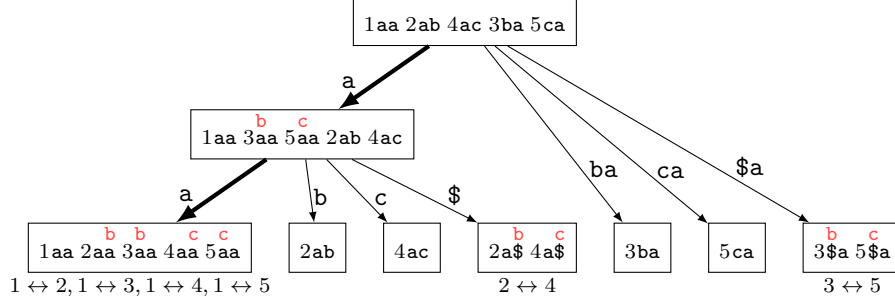 1aa 2ab 4ac 3ba 5ca
a
b c
1aa 3aa 5aa 2ab 4ac
ba ca $a
a b c $
b b c c
1aa 2aa 3aa 4aa 5aa
2ab
4ac
b c
2a$ 4a$
3ba
5ca
b c
3$a 5$a
1 ↔ 2, 1 ↔ 3, 1 ↔ 4, 1 ↔ 5
2 ↔ 4
3 ↔ 5